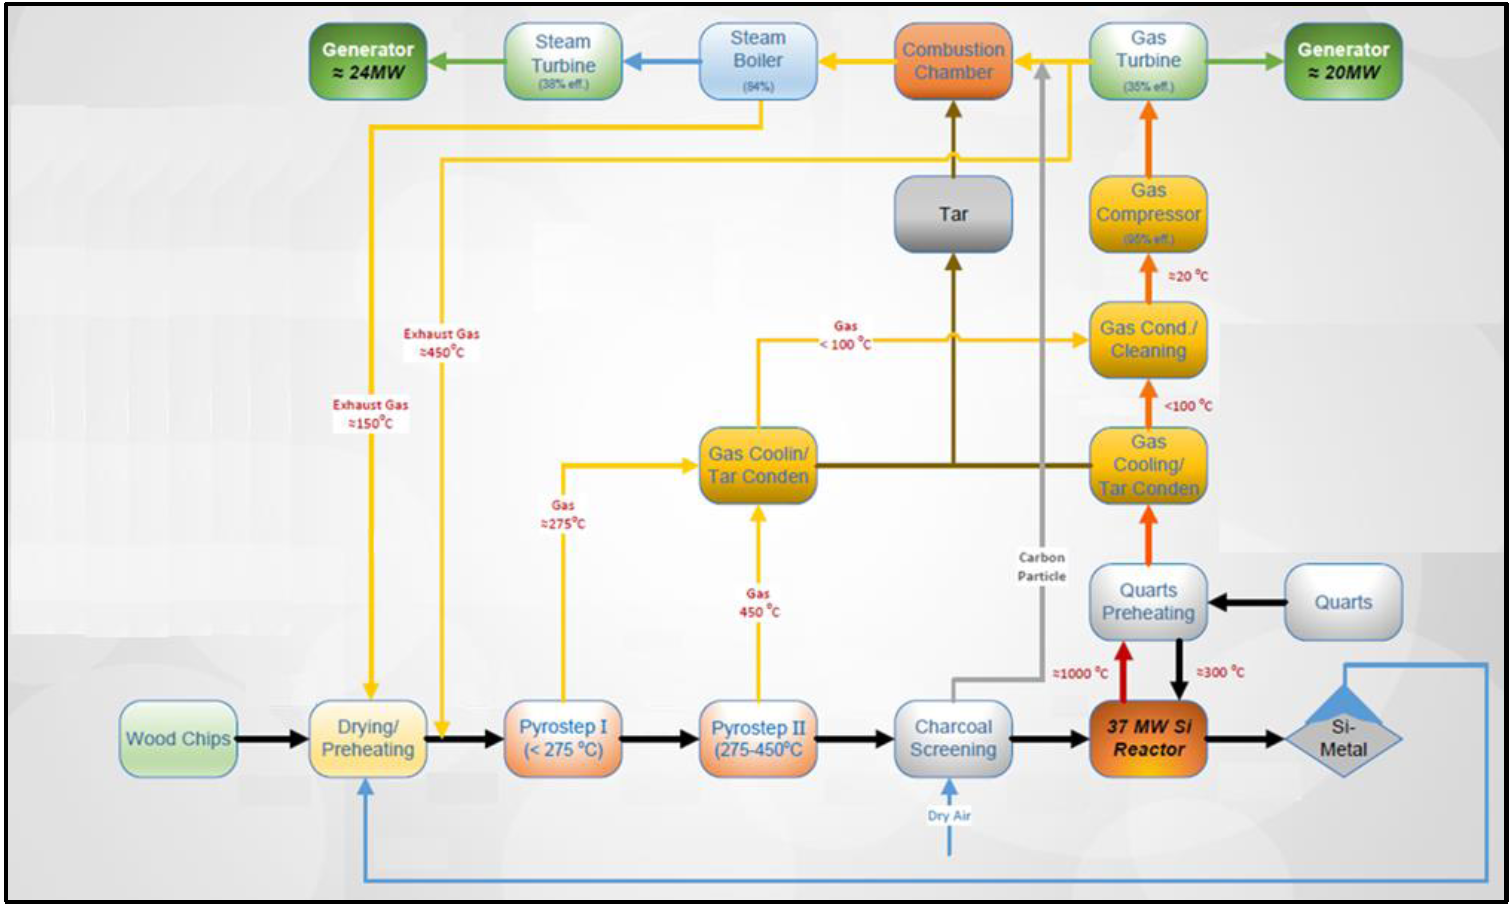 Generator
≈ 24MW
Steam
Turbine
(38% eff.)
Steam
Boiler
(84%)
Combustion
Chamber
Gas
Turbine
(35% eff.)
Generator
≈ 20MW
Tar
Gas
Compressor
(95% eff.)
≈20 °C
Exhaust Gas
≈450°C
Gas
< 100 °C
Gas Cond./
Cleaning
Exhaust Gas
≈150°C
<100 °C
Gas Coolin/
Tar Conden
Gas
Cooling/
Tar Conden
Gas
≈275°C
Gas
450 °C
Carbon
Particle
Quarts
Preheating
Quarts
≈1000 °C
≈300 °C
Wood Chips
Drying/
Preheating
Pyrostep I
(< 275 °C)
Pyrostep II
(275-450°C
Charcoal
Screening
37 MW Si
Reactor
Si-
Metal
Dry Air